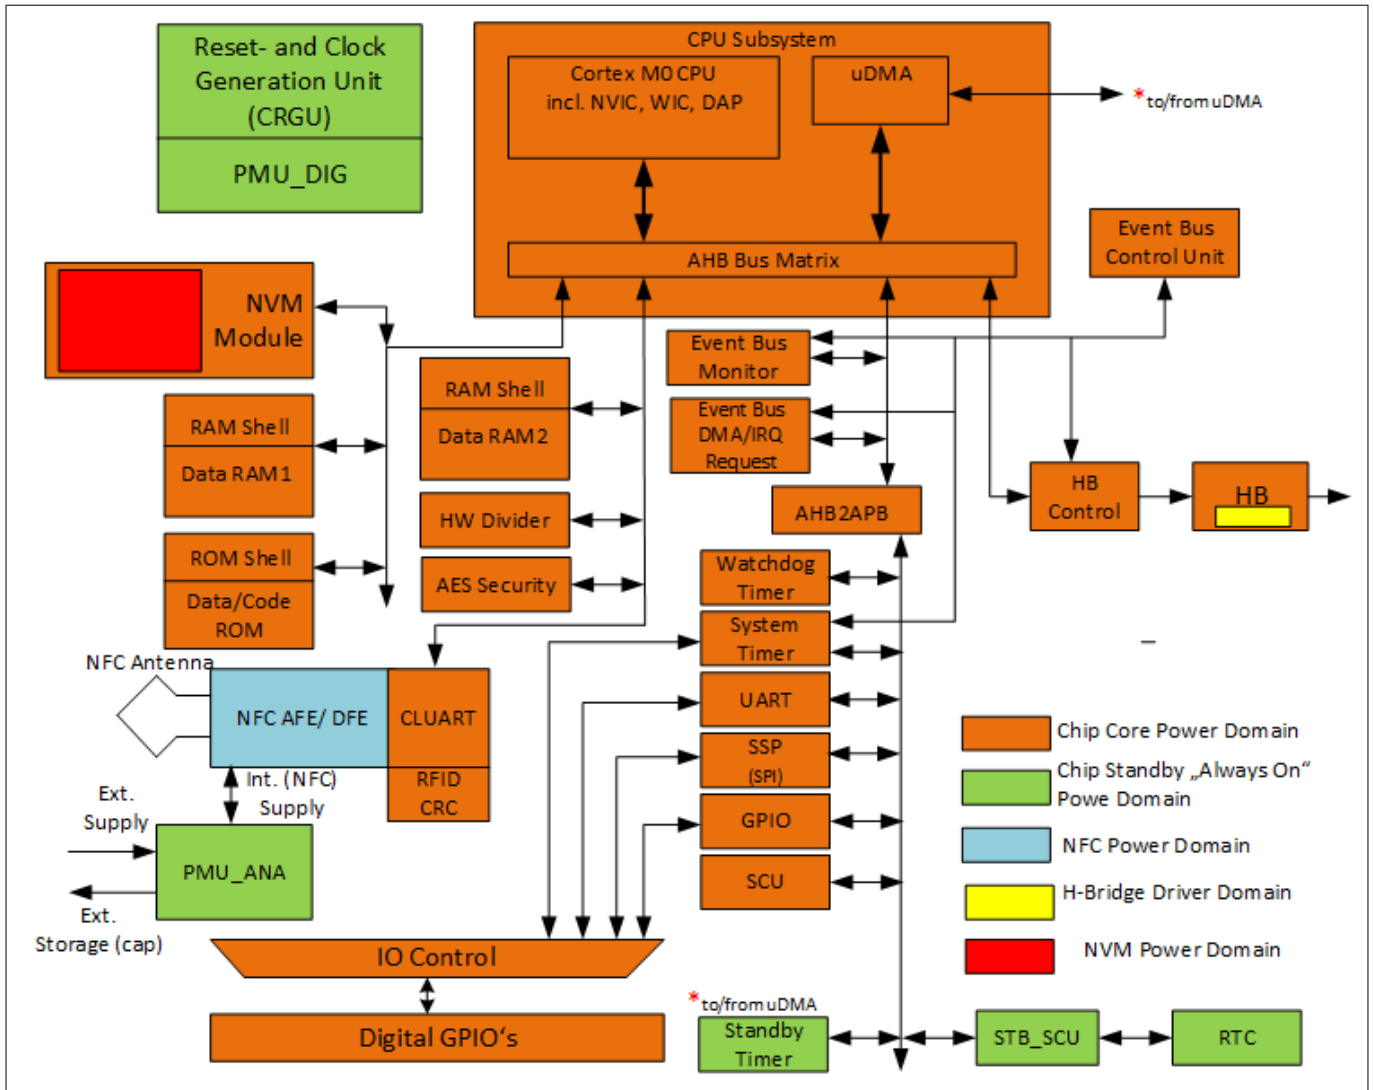 Reset- and Clock
Generation Unit
(CRGU)
PMU_DIG
CPU Subsystem
Cortex M0 CPU
incl. NVIC, WIC, DAP
uDMA
*to/from uDMA
AHB Bus Matrix
Event Bus
Control Unit
NVM
Module
RAM Shell
Data RAM1
ROM Shell
Data/Code
ROM
RAM Shell
Data RAM2
HW Divider
AES Security
Event Bus
Monitor
Event Bus
DMA/IRQ
Request
AHB2APB
HB
Control
HB
Watchdog
Timer
System
Timer
UART
SSP
(SPI)
GPIO
SCU
NFC Antenna
NFC AFE/ DFE
CLUART
RFID
CRC
Int. (NFC)
Supply
Ext.
Supply
PMU_ANA
Ext.
Storage (cap)
IO Control
Digital GPIO‘s
*to/from uDMA
Standby
Timer
STB_SCU
RTC
Chip Core Power Domain
Chip Standby „Always On“
Powe Domain
NFC Power Domain
H-Bridge Driver Domain
NVM Power Domain